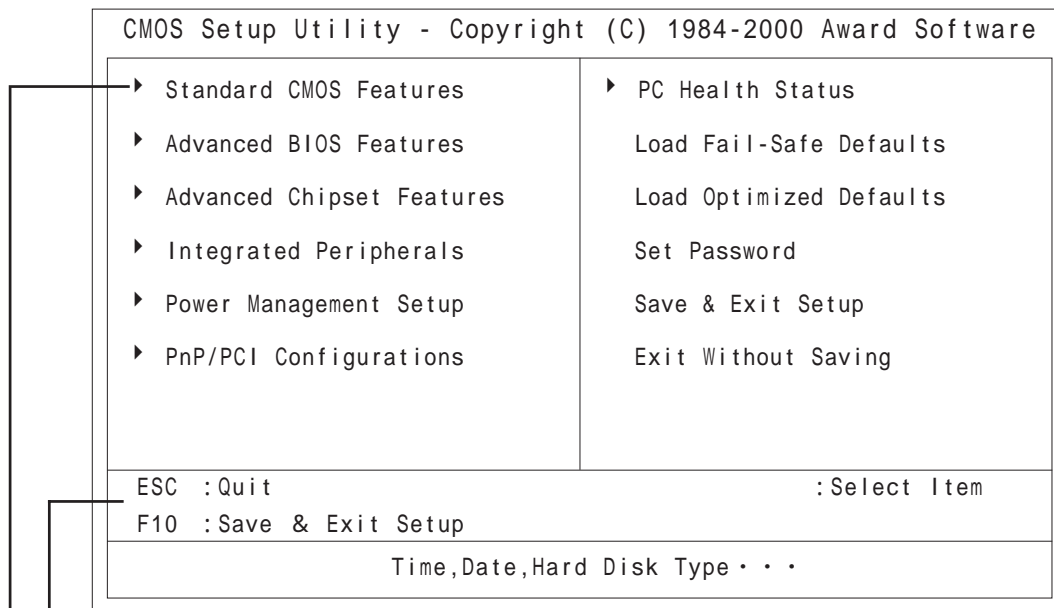 CMOS Setup Utility - Copyright (C) 1984-2000 Award Software
Standard CMOS Features
Advanced BIOS Features
Advanced Chipset Features
Integrated Peripherals
Power Management Setup
PnP/PCI Configurations
PC Health Status
Load Fail-Safe Defaults
Load Optimized Defaults
Set Password
Save & Exit Setup
Exit Without Saving
ESC :Quit :Select Item
F10 :Save & Exit Setup
Time,Date,Hard Disk Type・・・